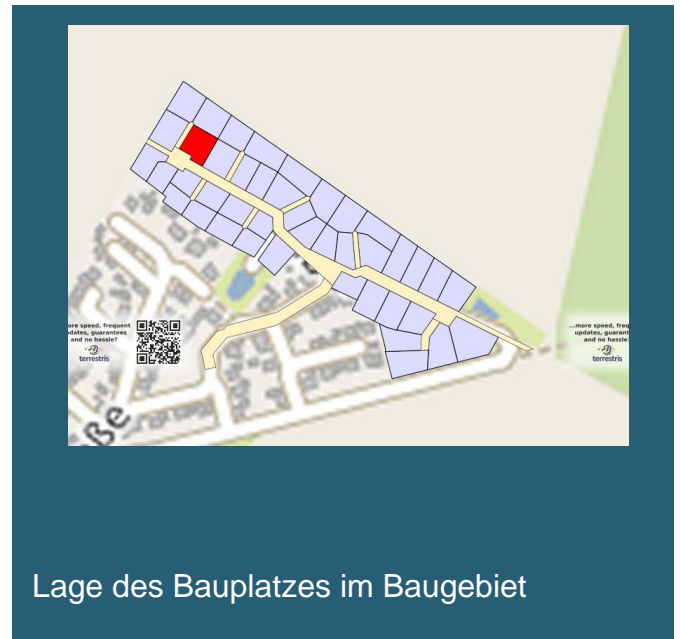 ...more speed, freq
updates, guarant
and no hassle?
terrestris
ore speed, frequent
updates, guarantees
and no hassle?
terrestris
ße
Lage des Bauplatzes im Baugebiet